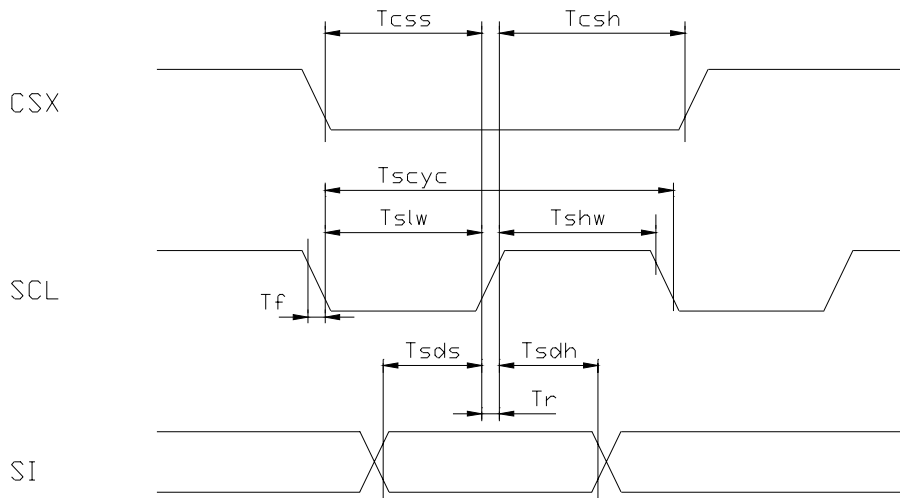 Tcss
Tcsh
CSX
Tscyc
Tslw
Tshw
SCL
Tf
Tsds
Tsdh
Tr
SI